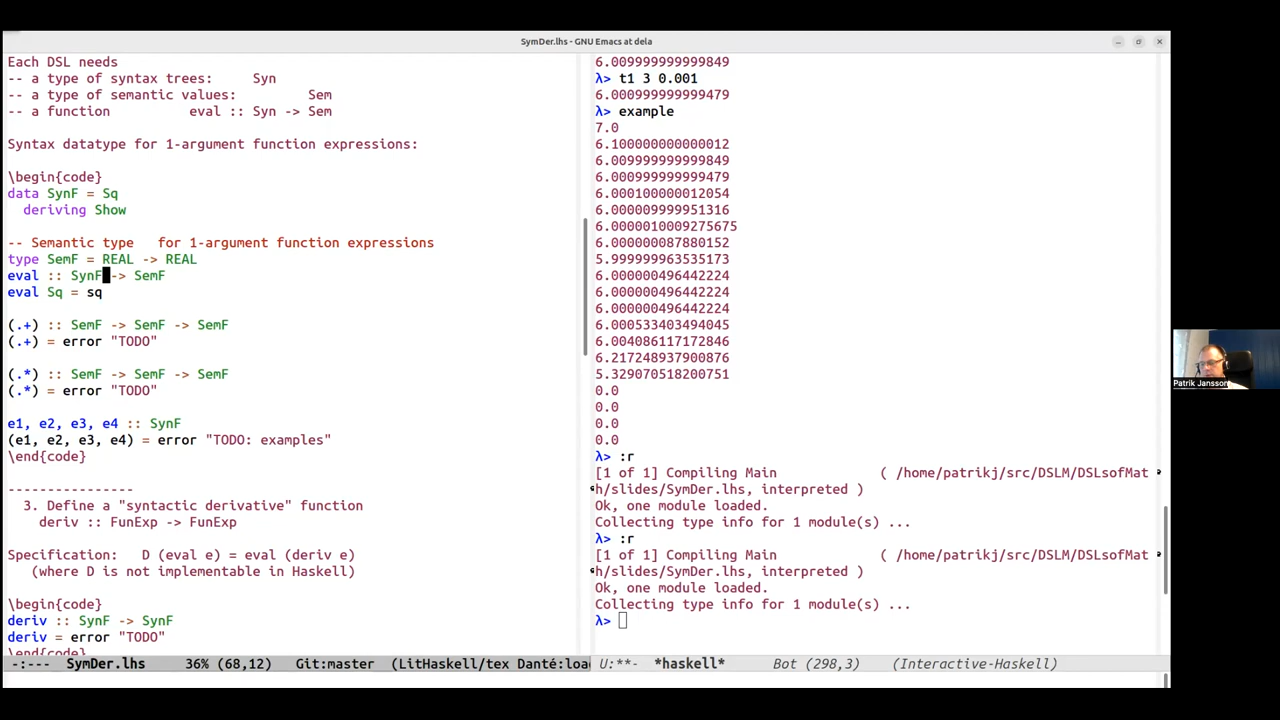 SymDer.lhs - GNU Emacs at dela
Each DSL needs
-- a type of syntax trees:     Syn
-- a type of semantic values:         Sem
-- a function          eval :: Syn -> Sem
Syntax datatype for 1-argument function expressions:
\begin{code}
data SynF = Sq
  deriving Show
-- Semantic type   for 1-argument function expressions
type SemF = REAL -> REAL
eval :: SynF -> SemF
eval Sq = sq
(.+) :: SemF -> SemF -> SemF
(.+) = error "TODO"
(.*) :: SemF -> SemF -> SemF
(.*) = error "TODO"
e1, e2, e3, e4 :: SynF
(e1, e2, e3, e4) = error "TODO: examples"
\end{code}
----------------
  3. Define a "syntactic derivative" function
    deriv :: FunExp -> FunExp
Specification:   D (eval e) = eval (deriv e)
   (where D is not implementable in Haskell)
\begin{code}
deriv :: SynF -> SynF
deriv = error "TODO"
\end{code}
-:---  SymDer.lhs     36% (68,12)   Git:master  (LitHaskell/tex Danté:loa
6.009999999999849
λ> t1 3 0.001
6.000999999999479
λ> example
7.0
6.100000000000012
6.009999999999849
6.000999999999479
6.000100000012054
6.000009999951316
6.0000010009275675
6.000000087880152
5.999999963535173
6.000000496442224
6.000000496442224
6.000000496442224
6.000533403494045
6.004086117172846
6.217248937900876
5.329070518200751
0.0
0.0
0.0
0.0
λ> :r
[1 of 1] Compiling Main        ( /home/patrikj/src/DSLM/DSLsofMat
h/slides/SymDer.lhs, interpreted )
Ok, one module loaded.
Collecting type info for 1 module(s) ...
λ> :r
[1 of 1] Compiling Main        ( /home/patrikj/src/DSLM/DSLsofMat
h/slides/SymDer.lhs, interpreted )
Ok, one module loaded.
Collecting type info for 1 module(s) ...
λ>
U:**-  *haskell*      Bot (298,3)    (Interactive-Haskell)
Patrik Jansson